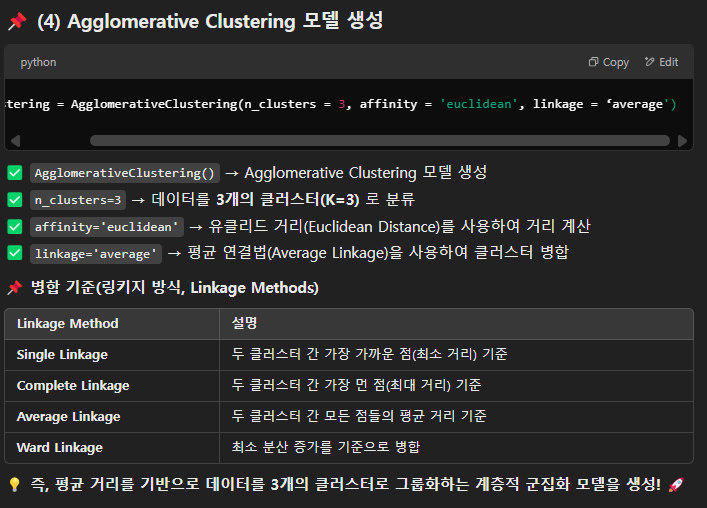 📌 (4) Agglomerative Clustering 모델 생성
python Copy Edit
tering = AgglomerativeClustering(n_clusters = 3, affinity = 'euclidean', linkage = ‘average')
✅ AgglomerativeClustering() → Agglomerative Clustering 모델 생성
✅ n_clusters=3 → 데이터를 3개의 클러스터(K=3) 로 분류
✅ affinity='euclidean' → 유클리드 거리(Euclidean Distance)를 사용하여 거리 계산
✅ linkage='average' → 평균 연결법(Average Linkage)을 사용하여 클러스터 병합
📌 병합 기준(링키지 방식, Linkage Methods)
Linkage Method 설명
Single Linkage 두 클러스터 간 가장 가까운 점(최소 거리) 기준
Complete Linkage 두 클러스터 간 가장 먼 점(최대 거리) 기준
Average Linkage 두 클러스터 간 모든 점들의 평균 거리 기준
Ward Linkage 최소 분산 증가를 기준으로 병합
💡 즉, 평균 거리를 기반으로 데이터를 3개의 클러스터로 그룹화하는 계층적 군집화 모델을 생성! 🚀